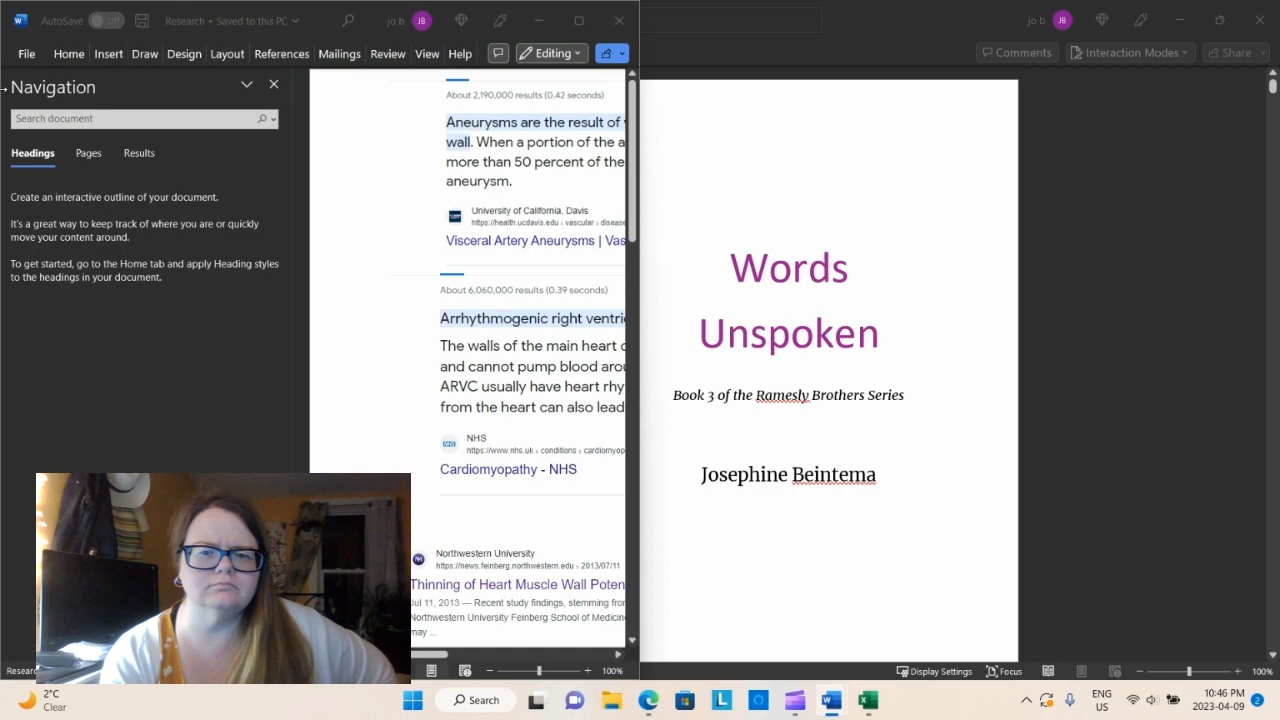 AutoSave Off Research • Saved to this PC jo b JB
File Home Insert Draw Design Layout References Mailings Review View Help Editing
Navigation
Search document
Headings Pages Results
Create an interactive outline of your document.
It's a great way to keep track of where you are or quickly
move your content around.
To get started, go to the Home tab and apply Heading styles
to the headings in your document.
About 2,190,000 results (0.42 seconds)
Aneurysms are the result of
wall. When a portion of the a
more than 50 percent of the
aneurysm.
University of California, Davis
https://health.ucdavis.edu › vascular › disease
Visceral Artery Aneurysms | Vas
About 6,060,000 results (0.39 seconds)
Arrhythmogenic right ventri
The walls of the main heart
and cannot pump blood arou
ARVC usually have heart rhy
from the heart can also lead
NHS
NHS
https://www.nhs.uk › conditions › cardiomyop
Cardiomyopathy - NHS
Northwestern University
https://news.feinberg.northwestern.edu › 2013/07/11
Thinning of Heart Muscle Wall Poten
Jul 11, 2013 — Recent study findings, stemming from
Northwestern University Feinberg School of Medicin
may ...
Resear 100%
jo b JB
Comments Interaction Modes Share
Words
Unspoken
Book 3 of the Ramesly Brothers Series
Josephine Beintema
Display Settings Focus 100%
2°C
Clear
Search
ENG
US
10:46 PM
2023-04-09
2